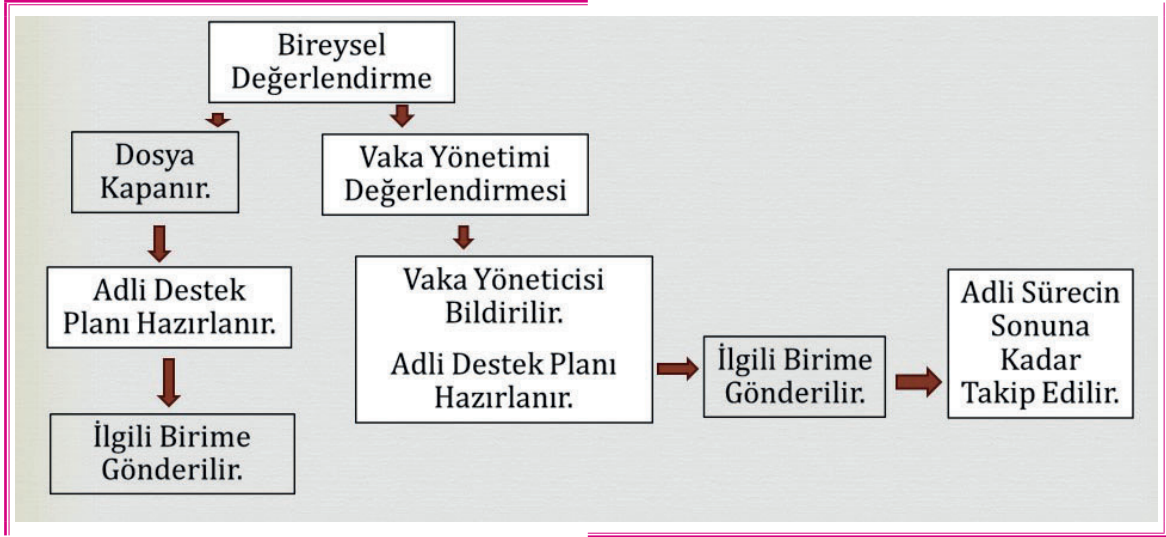 Bireysel
Değerlendirme
Dosya
Kapanır.
Adli Destek
Planı Hazırlanır.
İlgili Birime
Gönderilir.
Vaka Yönetimi
Değerlendirmesi
Vaka Yöneticisi
Bildirilir.
Adli Destek Planı
Hazırlanır.
İlgili Birime
Gönderilir.
Adli Sürecin
Sonuna
Kadar
Takip Edilir.